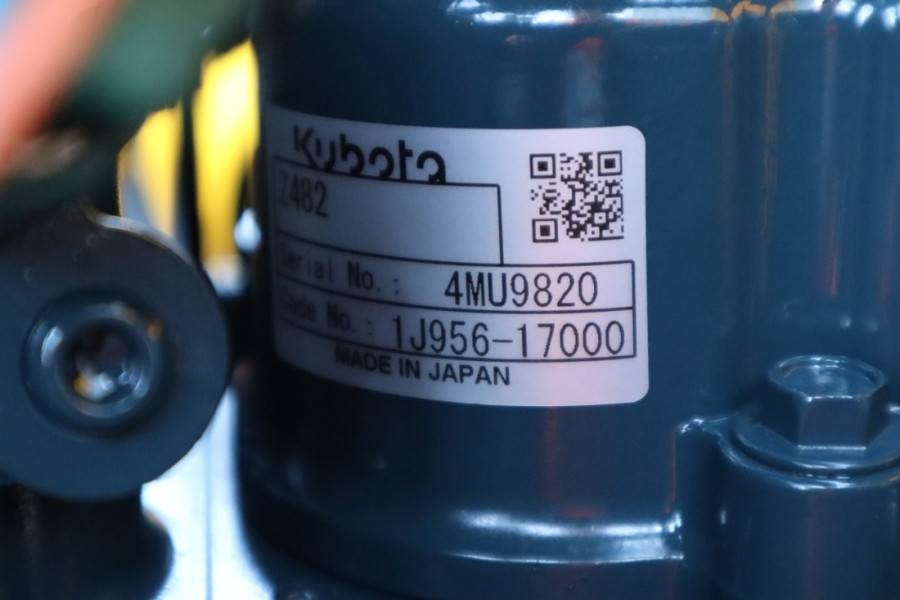 Kubota
Z482
Serial No.: 4MU9820
Code No.: 1J956-17000
MADE IN JAPAN